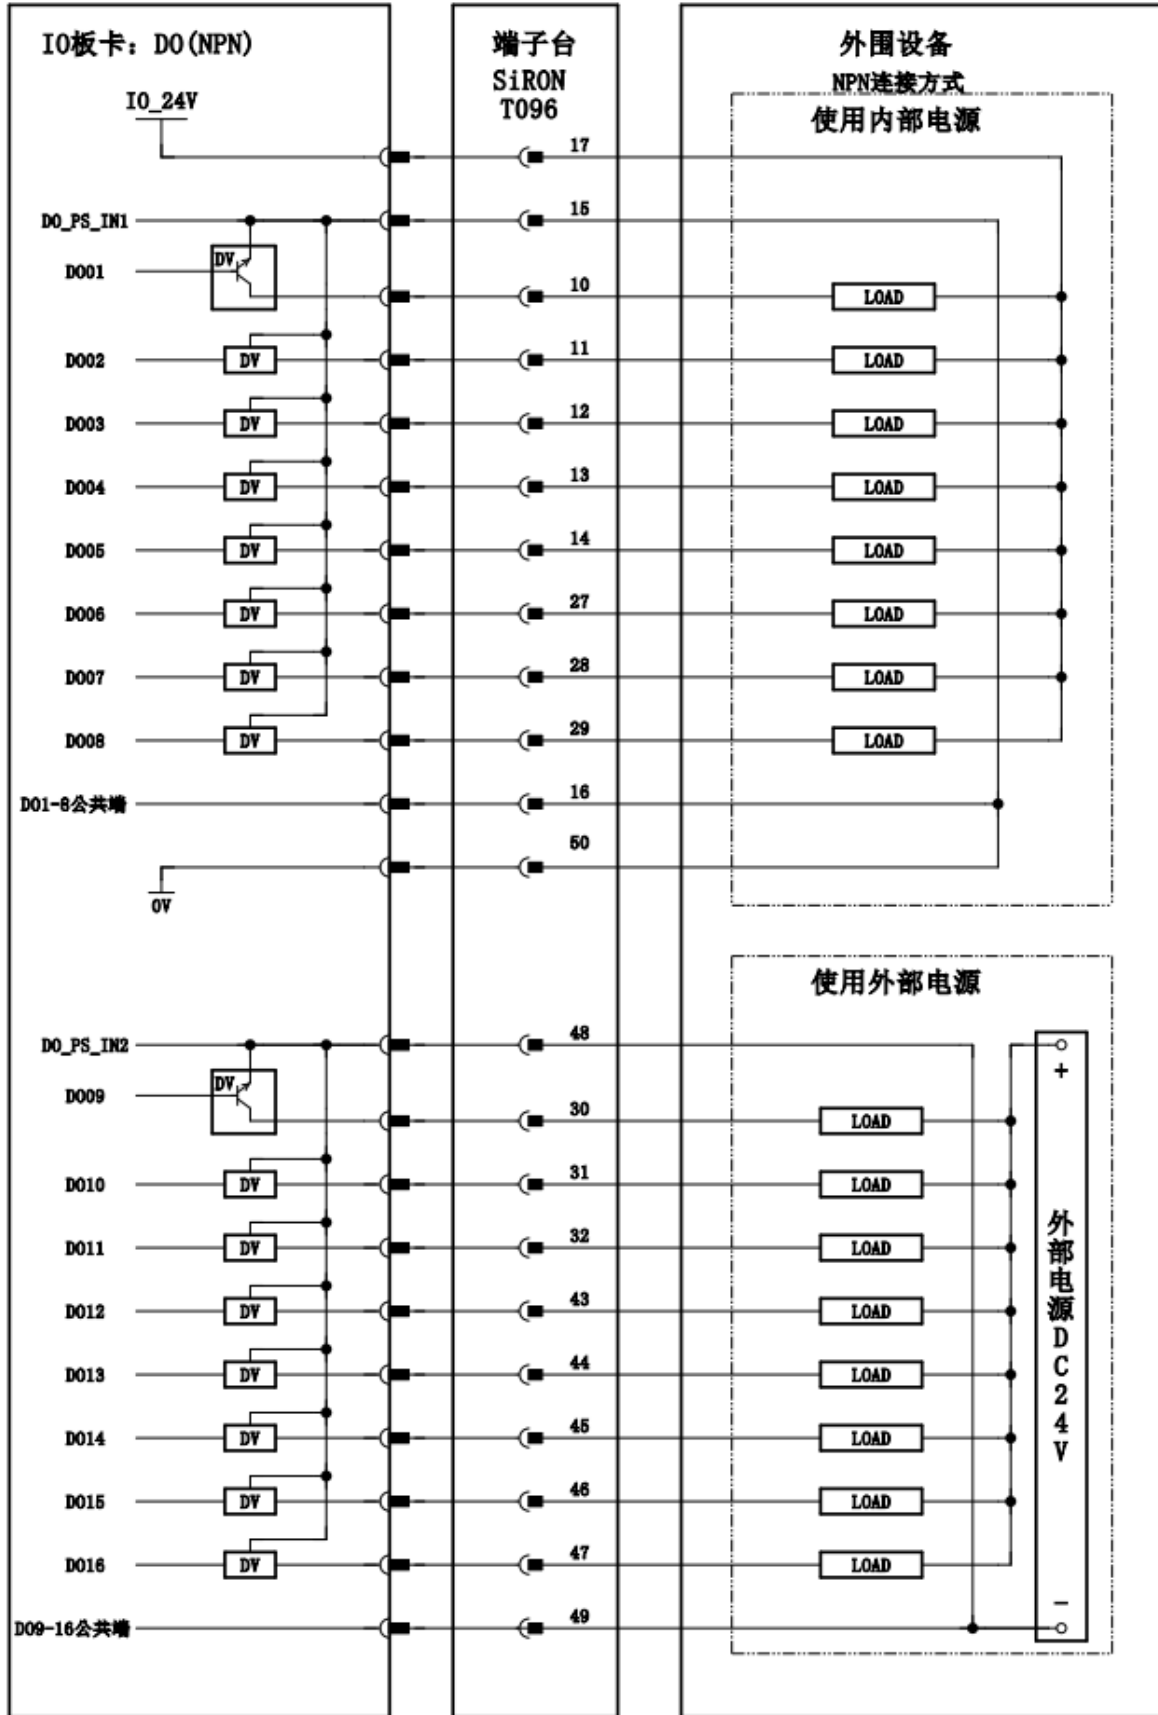 IO板卡：DO(NPN)
端子台
SiRON
T096
外围设备
NPN连接方式
使用内部电源
IO_24V
17
DO_PS_IN1
15
DV
DO01
10
LOAD
DO02
DV
11
LOAD
DO03
DV
12
LOAD
DO04
DV
13
LOAD
DO05
DV
14
LOAD
DO06
DV
27
LOAD
DO07
DV
28
LOAD
DO08
DV
29
LOAD
DO1-8公共端
16
50
0V
使用外部电源
DO_PS_IN2
48
+
DV
DO09
30
LOAD
DO10
DV
31
LOAD
DO11
DV
32
LOAD
DO12
DV
43
LOAD
DO13
DV
44
LOAD
DO14
DV
45
LOAD
DO15
DV
46
LOAD
DO16
DV
47
LOAD
外部电源DC24V
－
DO9-16公共端
49